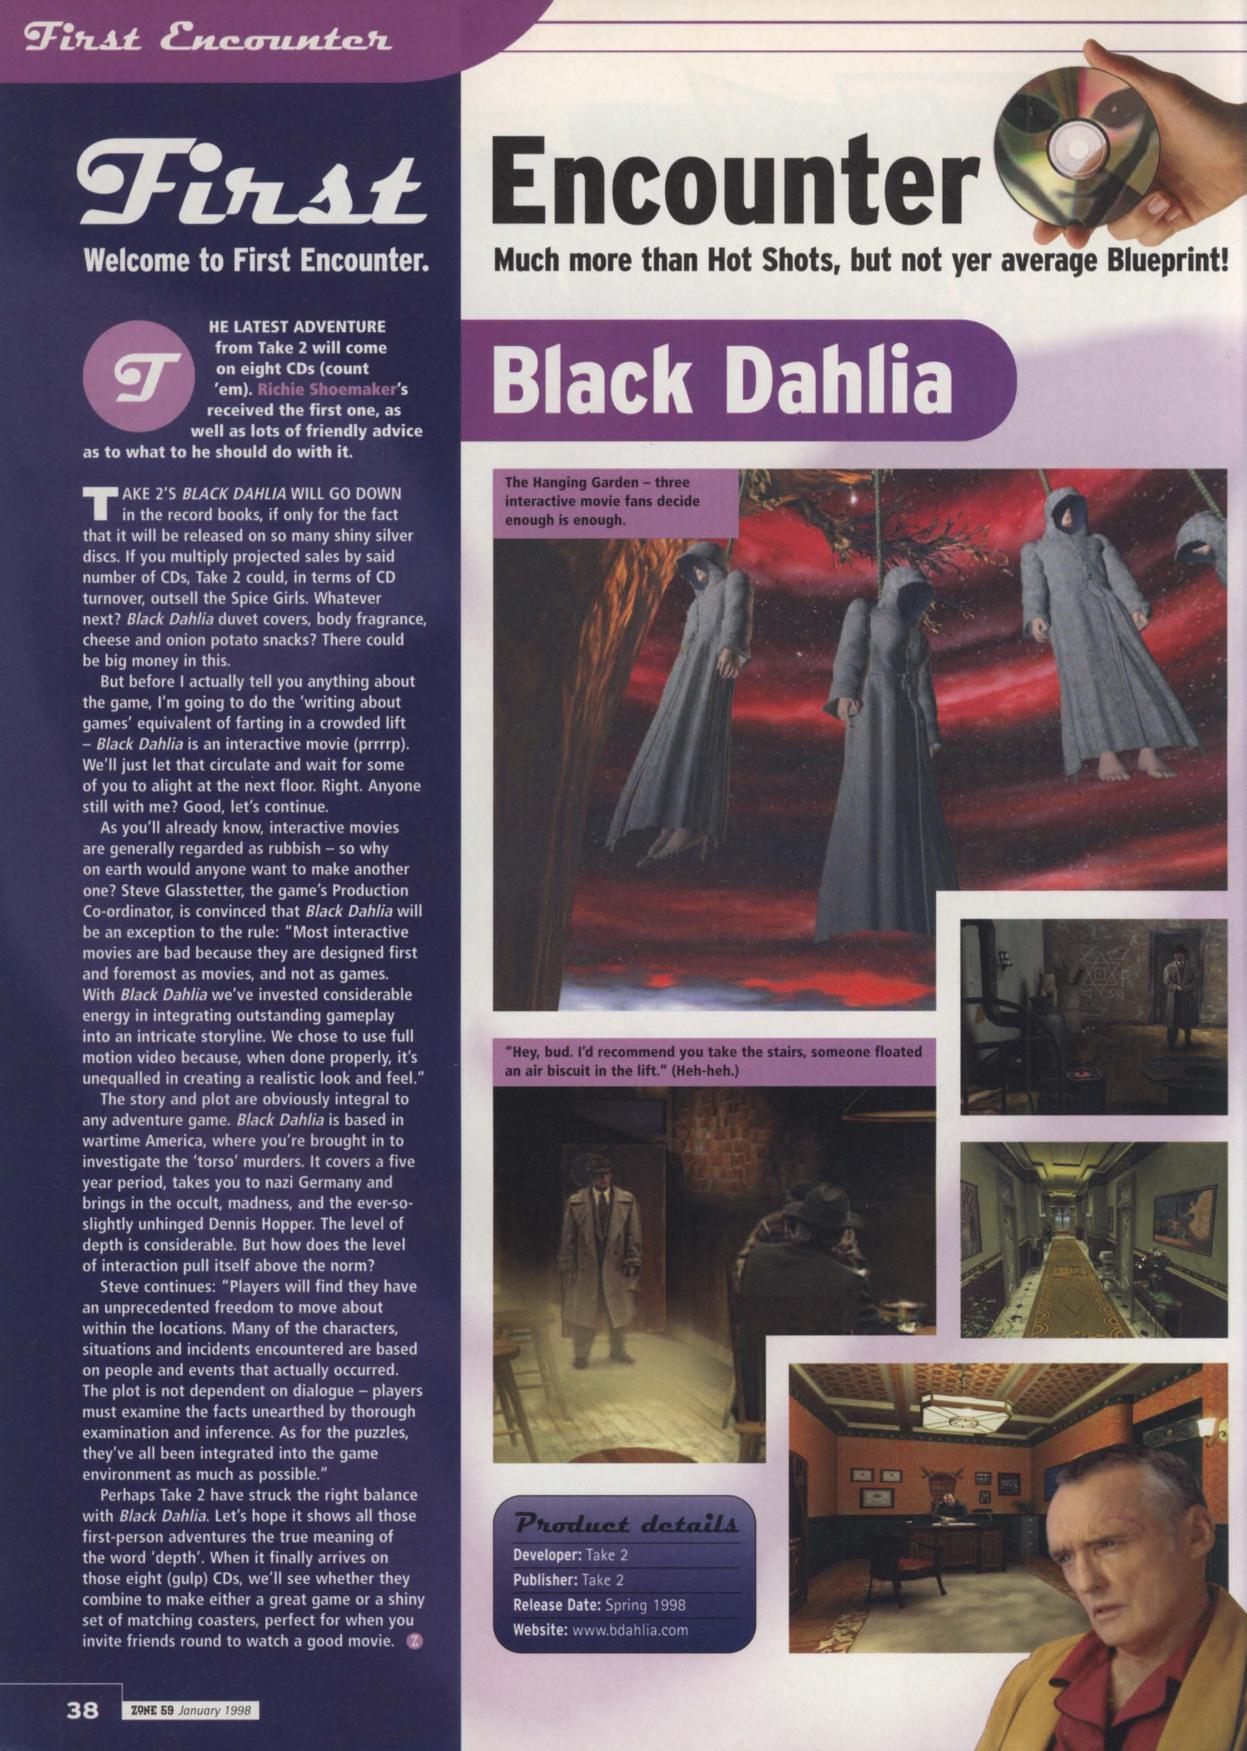 First Encounter
First Encounter
Welcome to First Encounter.
Much more than Hot Shots, but not yer average Blueprint!
THE LATEST ADVENTURE
from Take 2 will come
on eight CDs (count
'em). Richie Shoemaker's
received the first one, as
well as lots of friendly advice
as to what to he should do with it.
TAKE 2'S BLACK DAHLIA WILL GO DOWN
in the record books, if only for the fact
that it will be released on so many shiny silver
discs. If you multiply projected sales by said
number of CDs, Take 2 could, in terms of CD
turnover, outsell the Spice Girls. Whatever
next? Black Dahlia duvet covers, body fragrance,
cheese and onion potato snacks? There could
be big money in this.
But before I actually tell you anything about
the game, I'm going to do the 'writing about
games' equivalent of farting in a crowded lift
– Black Dahlia is an interactive movie (prrrrp).
We'll just let that circulate and wait for some
of you to alight at the next floor. Right. Anyone
still with me? Good, let's continue.
As you'll already know, interactive movies
are generally regarded as rubbish – so why
on earth would anyone want to make another
one? Steve Glasstetter, the game's Production
Co-ordinator, is convinced that Black Dahlia will
be an exception to the rule: "Most interactive
movies are bad because they are designed first
and foremost as movies, and not as games.
With Black Dahlia we've invested considerable
energy in integrating outstanding gameplay
into an intricate storyline. We chose to use full
motion video because, when done properly, it's
unequalled in creating a realistic look and feel."
The story and plot are obviously integral to
any adventure game. Black Dahlia is based in
wartime America, where you're brought in to
investigate the 'torso' murders. It covers a five
year period, takes you to nazi Germany and
brings in the occult, madness, and the ever-so-
slightly unhinged Dennis Hopper. The level of
depth is considerable. But how does the level
of interaction pull itself above the norm?
Steve continues: "Players will find they have
an unprecedented freedom to move about
within the locations. Many of the characters,
situations and incidents encountered are based
on people and events that actually occurred.
The plot is not dependent on dialogue – players
must examine the facts unearthed by thorough
examination and inference. As for the puzzles,
they've all been integrated into the game
environment as much as possible."
Perhaps Take 2 have struck the right balance
with Black Dahlia. Let's hope it shows all those
first-person adventures the true meaning of
the word 'depth'. When it finally arrives on
those eight (gulp) CDs, we'll see whether they
combine to make either a great game or a shiny
set of matching coasters, perfect for when you
invite friends round to watch a good movie. Z
Black Dahlia
The Hanging Garden – three
interactive movie fans decide
enough is enough.
"Hey, bud. I'd recommend you take the stairs, someone floated
an air biscuit in the lift." (Heh-heh.)
Product details
Developer: Take 2
Publisher: Take 2
Release Date: Spring 1998
Website: www.bdahlia.com
38 ZONE 59 January 1998